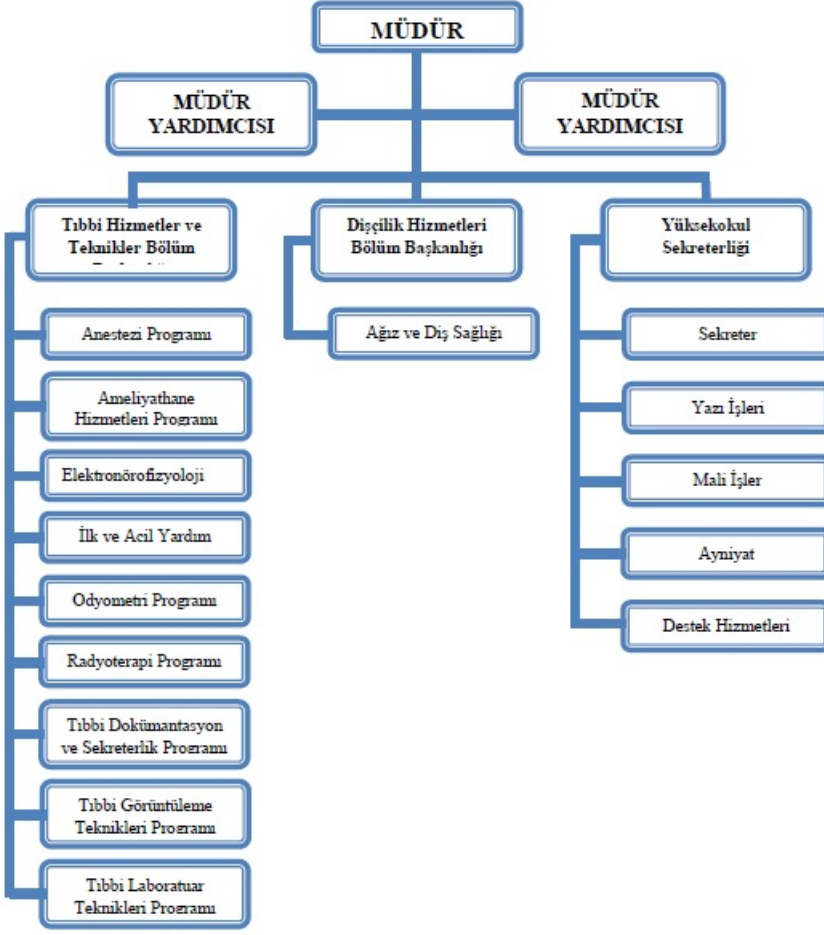 MÜDÜR
MÜDÜR
YARDIMCISI
MÜDÜR
YARDIMCISI
Tıbbi Hizmetler ve
Teknikler Bölüm
Dişçilik Hizmetleri
Bölüm Başkanlığı
Yüksekokul
Sekreterliği
Anestezi Programı
Ameliyathane
Hizmetleri Programı
Elektronörofizyoloji
İlk ve Acil Yardım
Odyometri Programı
Radyoterapi Programı
Tıbbi Dokümantasyon
ve Sekreterlik Programı
Tıbbi Görüntüleme
Teknikleri Programı
Tıbbi Laboratuar
Teknikleri Programı
Ağız ve Diş Sağlığı
Sekreter
Yazı İşleri
Mali İşler
Ayniyat
Destek Hizmetleri